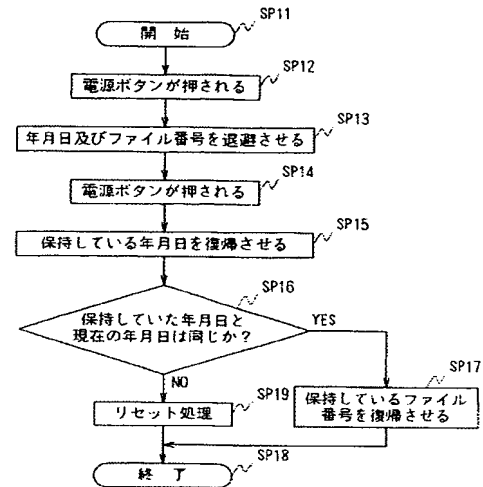 SP11
開 始
SP12
電源ボタンが押される
SP13
年月日及びファイル番号を退避させる
SP14
電源ボタンが押される
SP15
保持している年月日を復帰させる
SP16
保持していた年月日と
現在の年月日は同じか?
YES
NO
SP17
保持しているファイル
番号を復帰させる
SP19
リセット処理
SP18
終 了